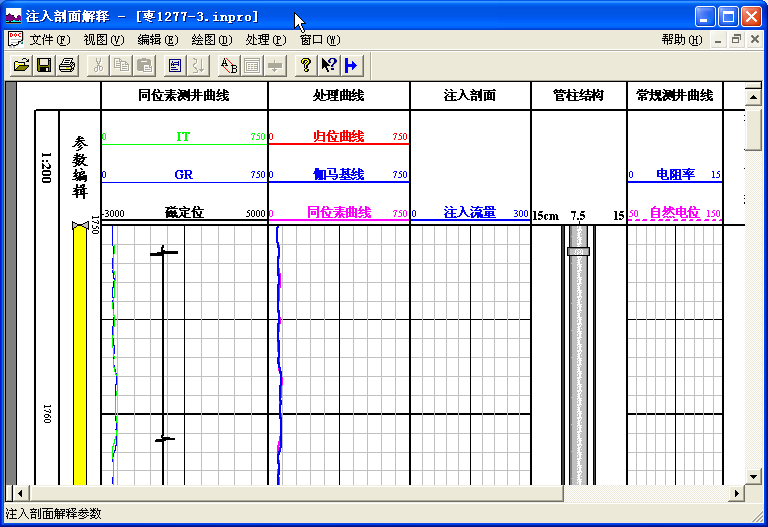 注入剖面解释 - [枣1277-3.inpro]
文件(F) 视图(V) 编辑(E) 绘图(D) 处理(P) 窗口(W) 帮助(H)
同位素测井曲线 处理曲线 注入剖面 管柱结构 常规测井曲线
1:200
参数编辑
0 IT 750 0 归位曲线 750
0 GR 750 0 伽马基线 750 0 电阻率 15
-3000 磁定位 5000 0 同位素曲线 750 0 注入流量 300 15cm 7.5 15 50 自然电位 150
1750
1760
注入剖面解释参数